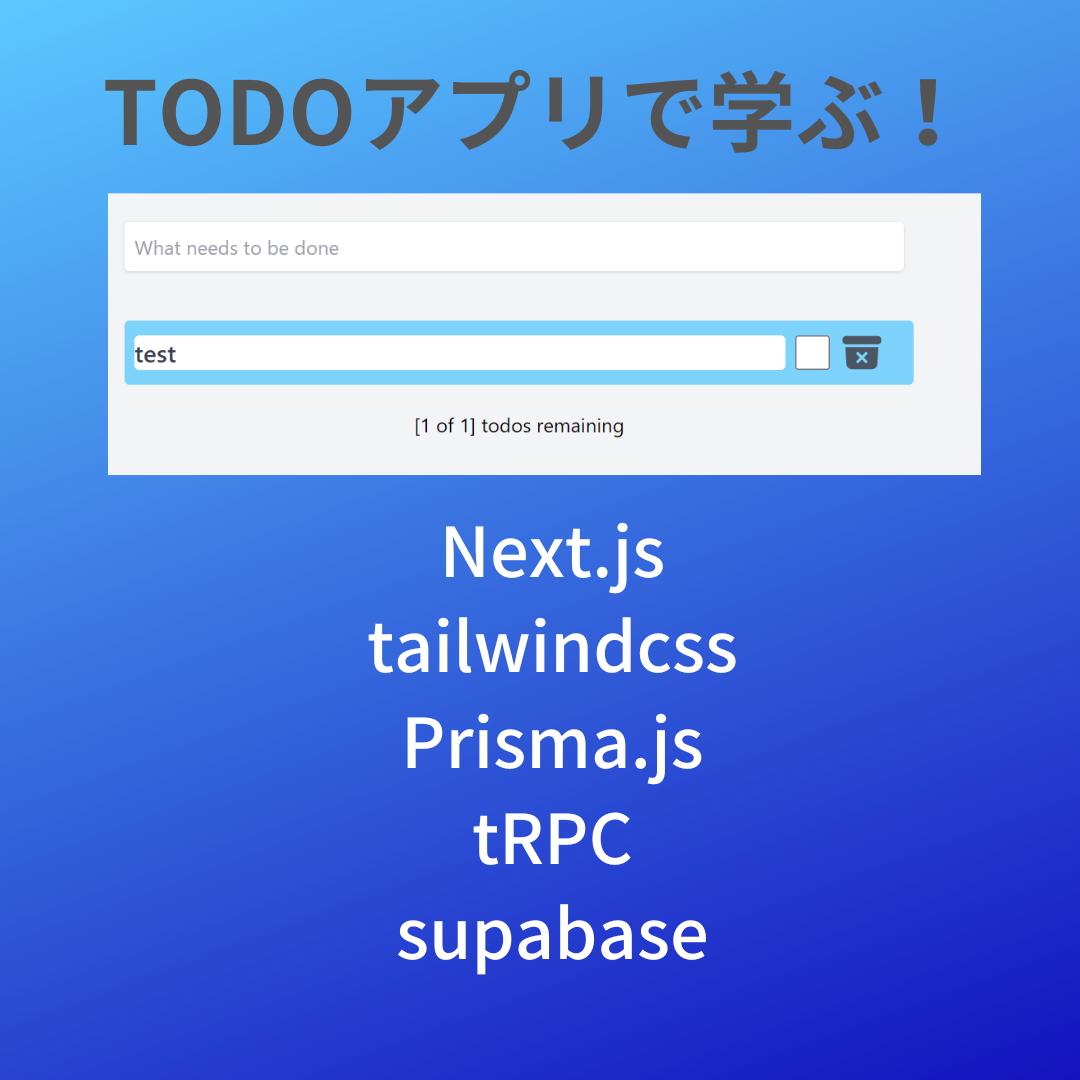 TODOアプリで学ぶ！
What needs to be done
test
[1 of 1] todos remaining
Next.js
tailwindcss
Prisma.js
tRPC
supabase